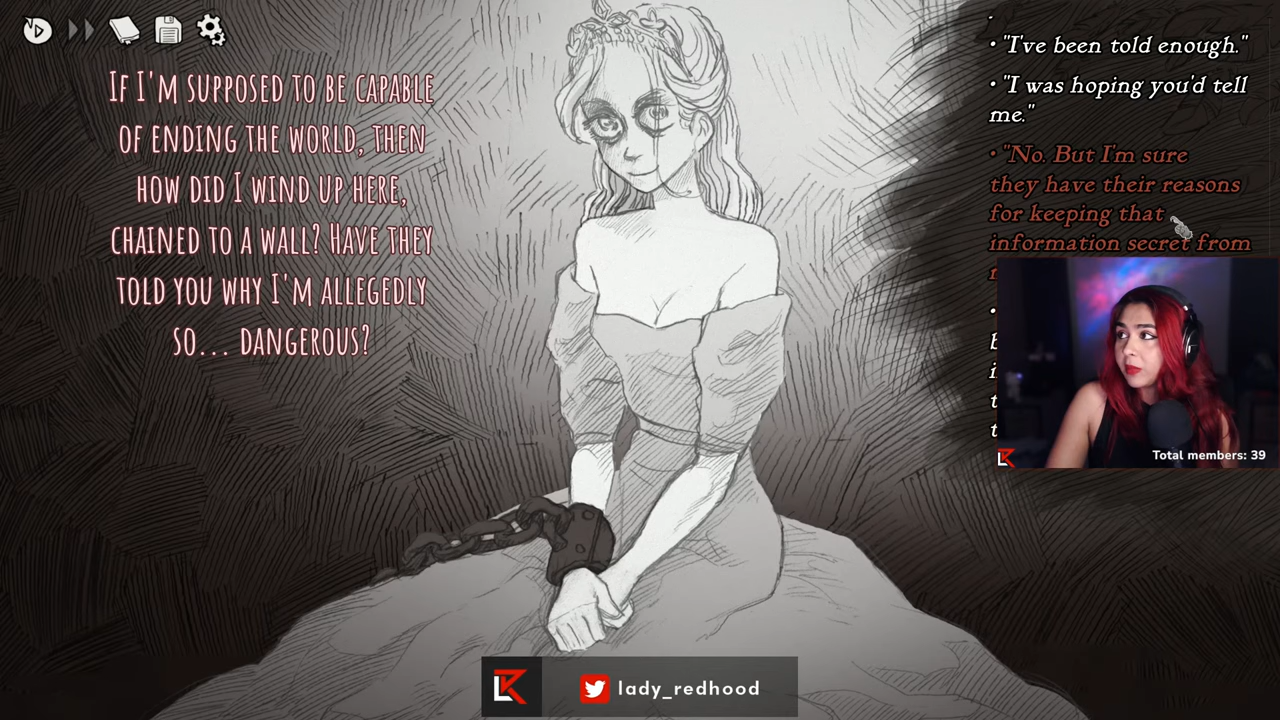 IF I'M SUPPOSED TO BE CAPABLE
OF ENDING THE WORLD, THEN
HOW DID I WIND UP HERE,
CHAINED TO A WALL? HAVE THEY
TOLD YOU WHY I'M ALLEGEDLY
SO... DANGEROUS?
• "I've been told enough."
• "I was hoping you'd tell
me."
• "No. But I'm sure
they have their reasons
for keeping that
information secret from
Total members: 39
LR
lady_redhood